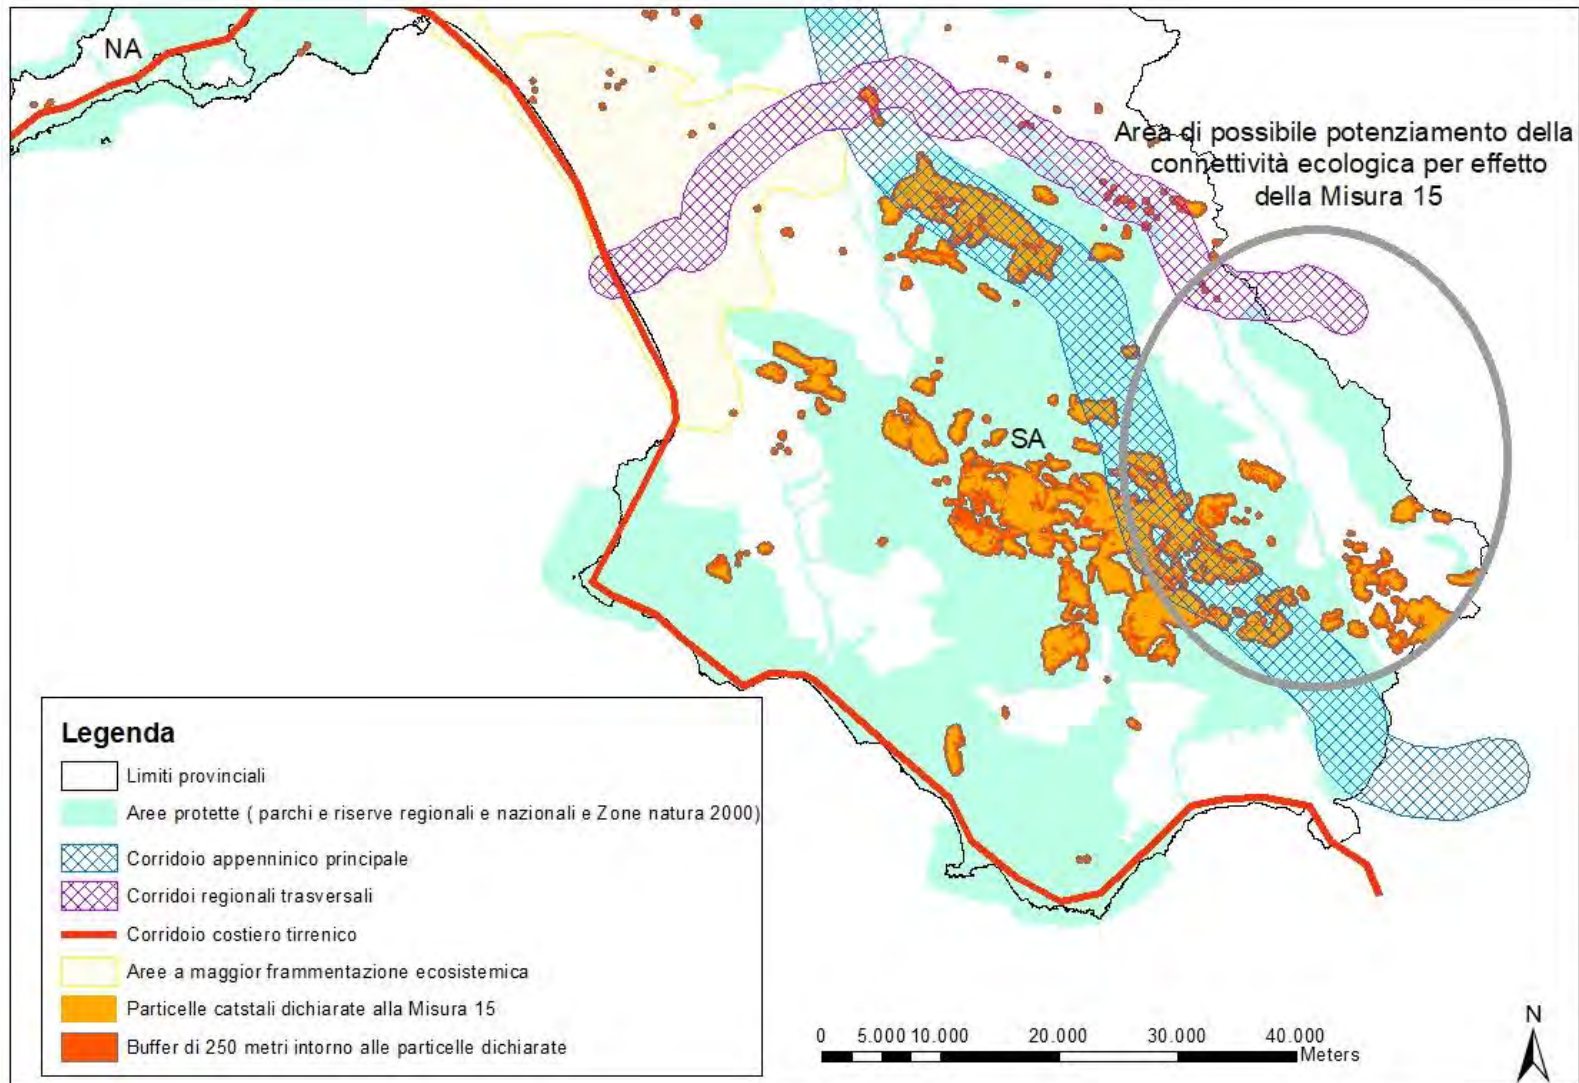 NA
Area di possibile potenziamento della
connettività ecologica per effetto
della Misura 15
SA
Legenda
Limiti provinciali
Aree protette ( parchi e riserve regionali e nazionali e Zone natura 2000)
Corridoio appenninico principale
Corridoi regionali trasversali
Corridoio costiero tirrenico
Aree a maggior frammentazione ecosistemica
Particelle catstali dichiarate alla Misura 15
Buffer di 250 metri intorno alle particelle dichiarate
N
0 5.000 10.000 20.000 30.000 40.000
Meters